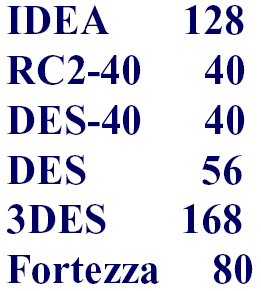 IDEA 128
RC2-40 40
DES-40 40
DES 56
3DES 168
Fortezza 80